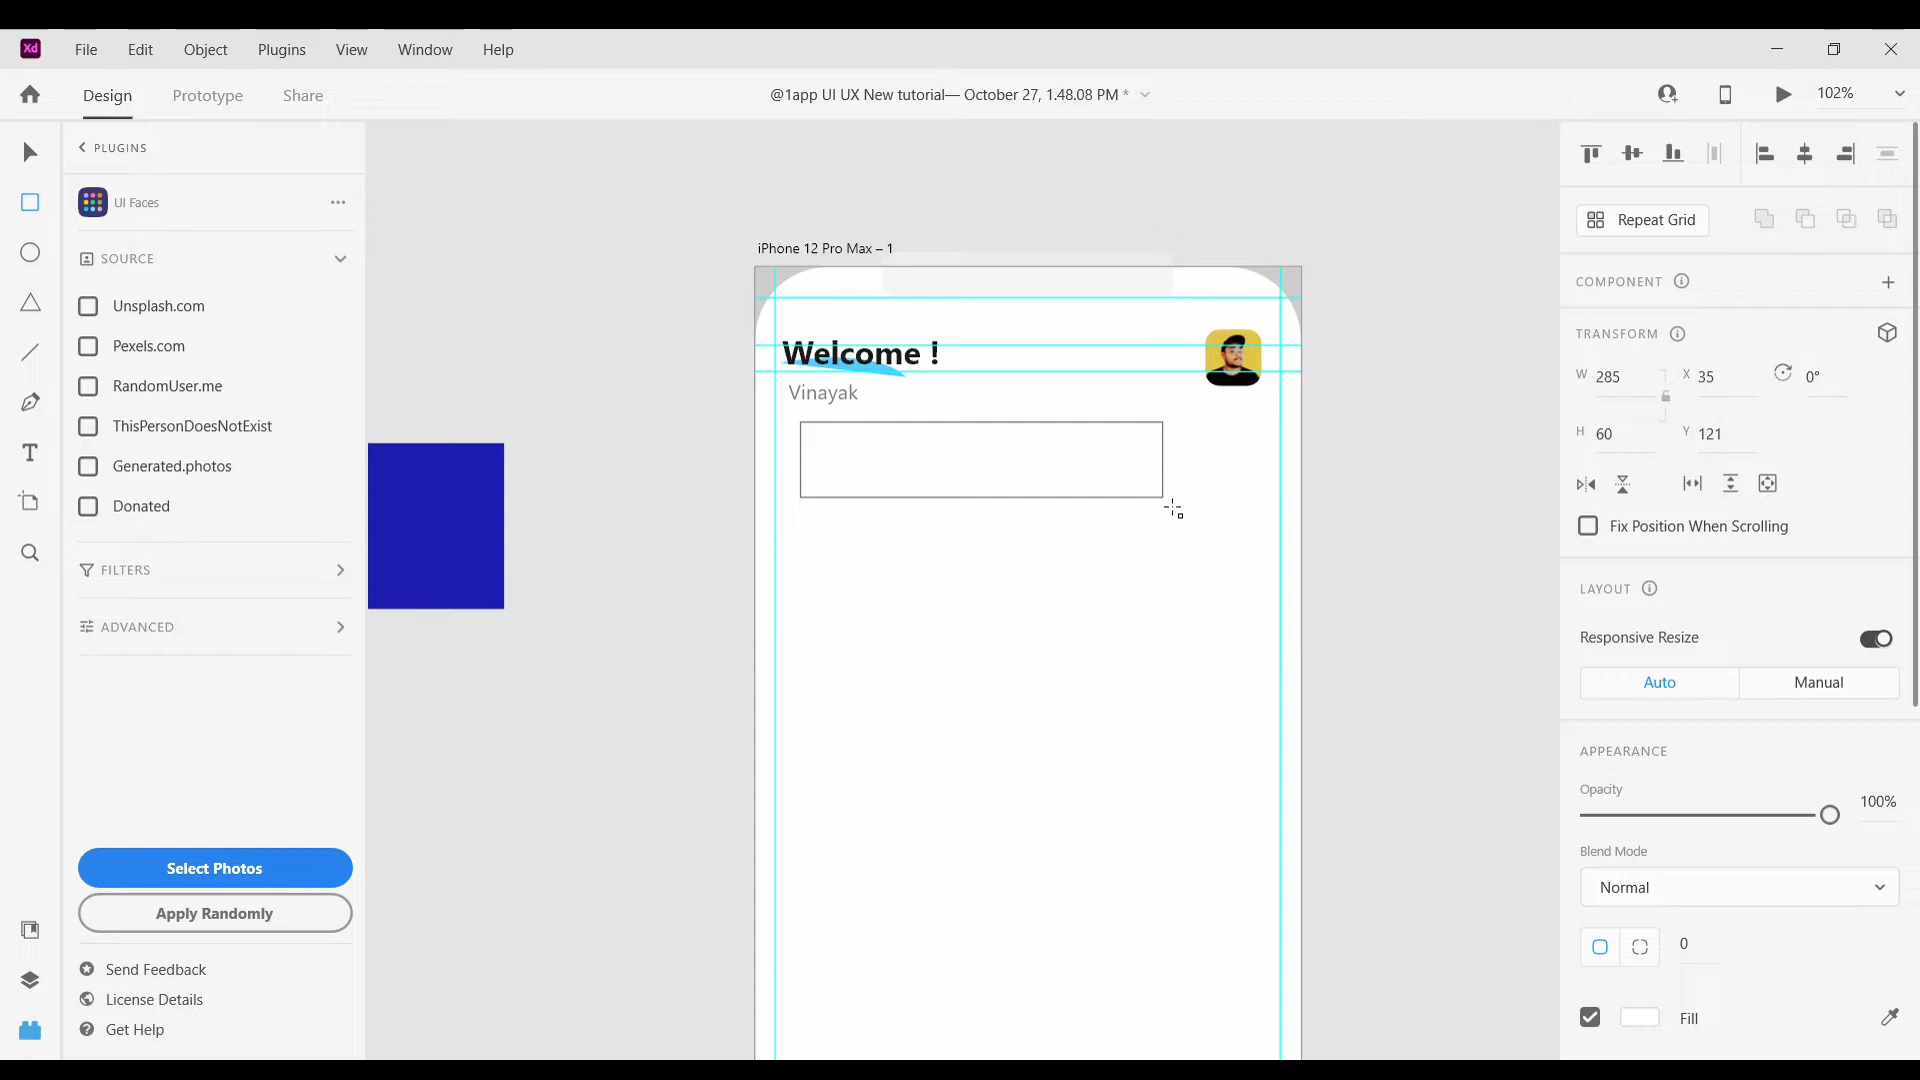 Xd File Edit Object Plugins View Window Help
Design Prototype Share @1app UI UX New tutorial— October 27, 1.48.08 PM * 102%
PLUGINS
UI Faces ...
SOURCE
Unsplash.com
Pexels.com
RandomUser.me
ThisPersonDoesNotExist
Generated.photos
Donated
FILTERS
ADVANCED
Select Photos
Apply Randomly
Send Feedback
License Details
Get Help
T
iPhone 12 Pro Max – 1
Welcome !
Vinayak
Repeat Grid
COMPONENT
TRANSFORM
W 285 X 35 0°
H 60 Y 121
Fix Position When Scrolling
LAYOUT
Responsive Resize
Auto Manual
APPEARANCE
Opacity
100%
Blend Mode
Normal
0
Fill